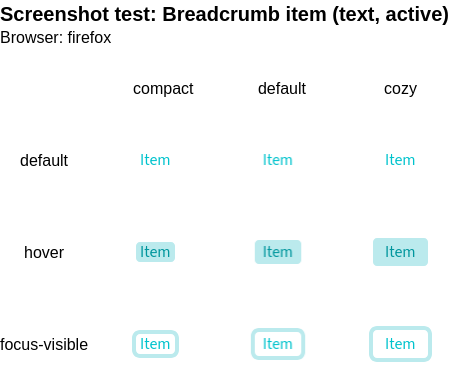 Screenshot test: Breadcrumb item (text, active)
Browser: firefox
compact default cozy
default Item Item Item
hover Item Item Item
focus-visible Item Item Item